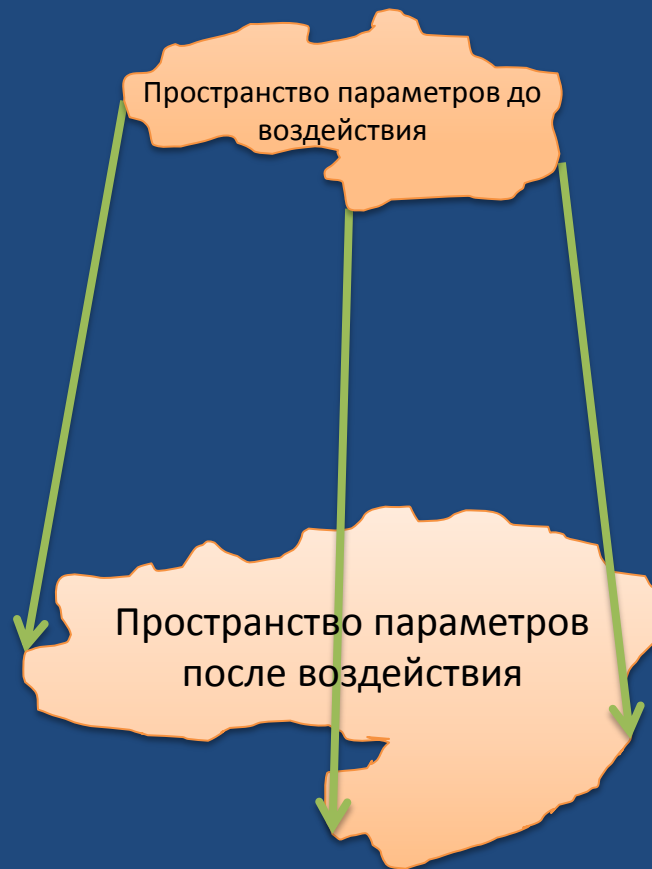 Пространство параметров до
воздействия
Пространство параметров
после воздействия